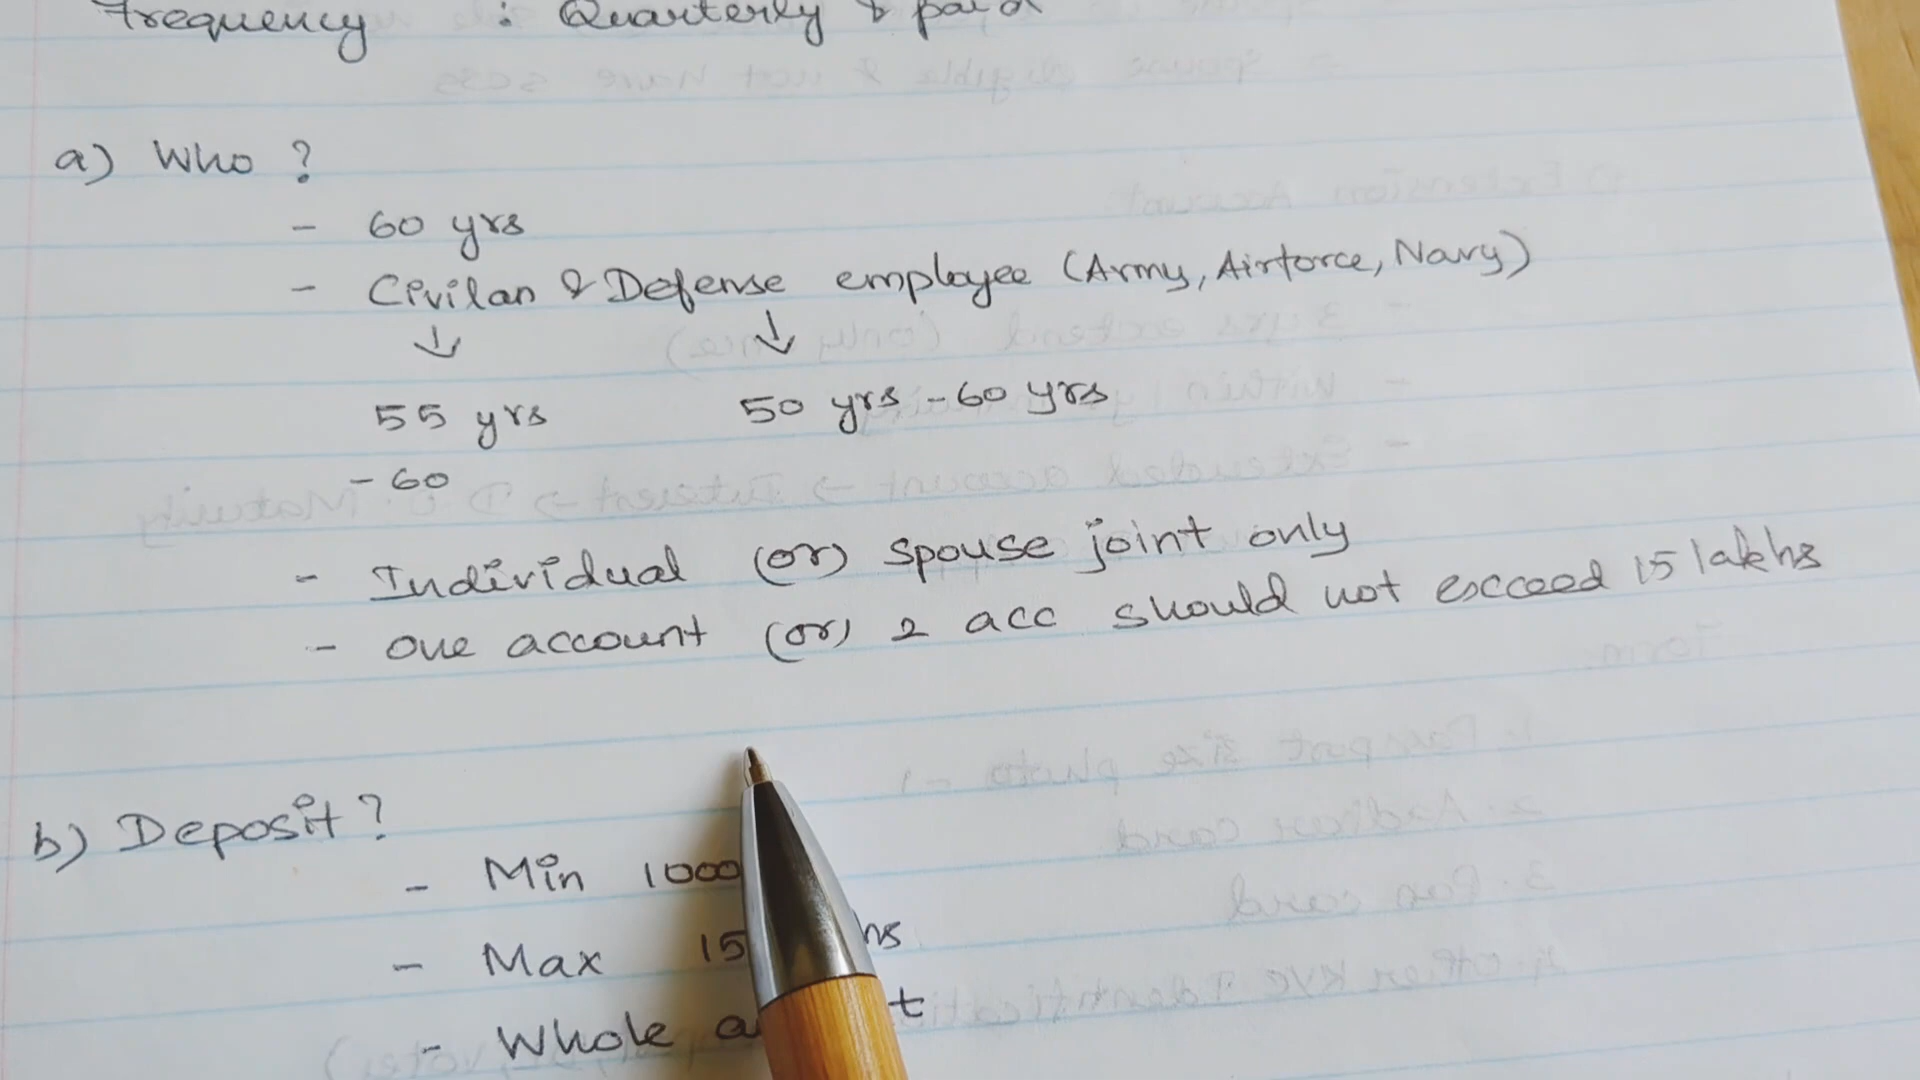 Frequency : Quarterly & paid
a) Who ?
- 60 yrs
- Civilan & Defense employee (Army, Airforce, Navy)
↓ ↓
55 yrs 50 yrs - 60 yrs
- 60
- Individual (or) spouse joint only
- one account (or) 2 acc should not exceed 15 lakhs
b) Deposit ?
- Min 1000
- Max 15
- Whole